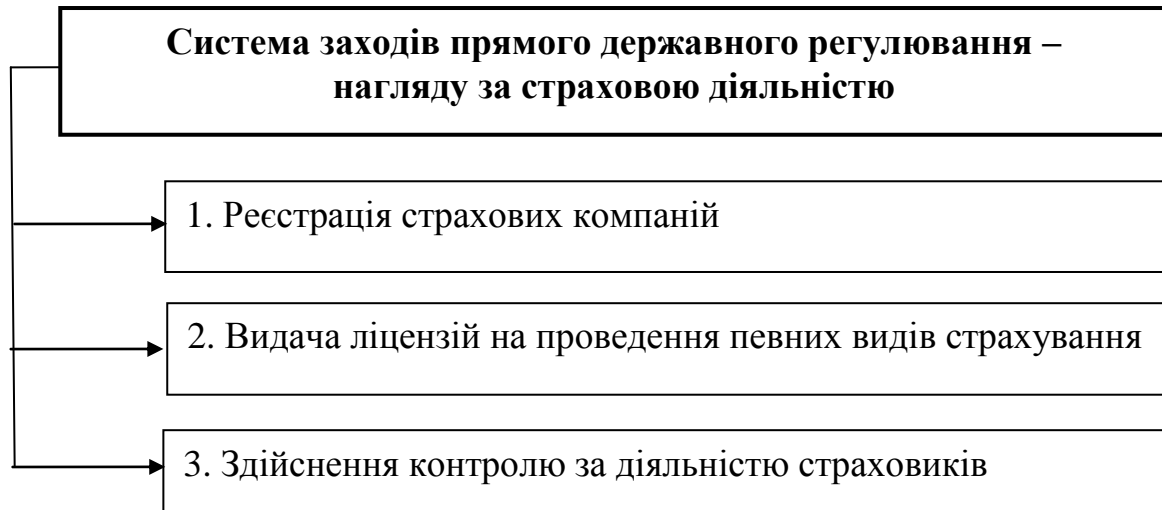 Система заходів прямого державного регулювання –
нагляду за страховою діяльністю
1. Реєстрація страхових компаній
2. Видача ліцензій на проведення певних видів страхування
3. Здійснення контролю за діяльністю страховиків